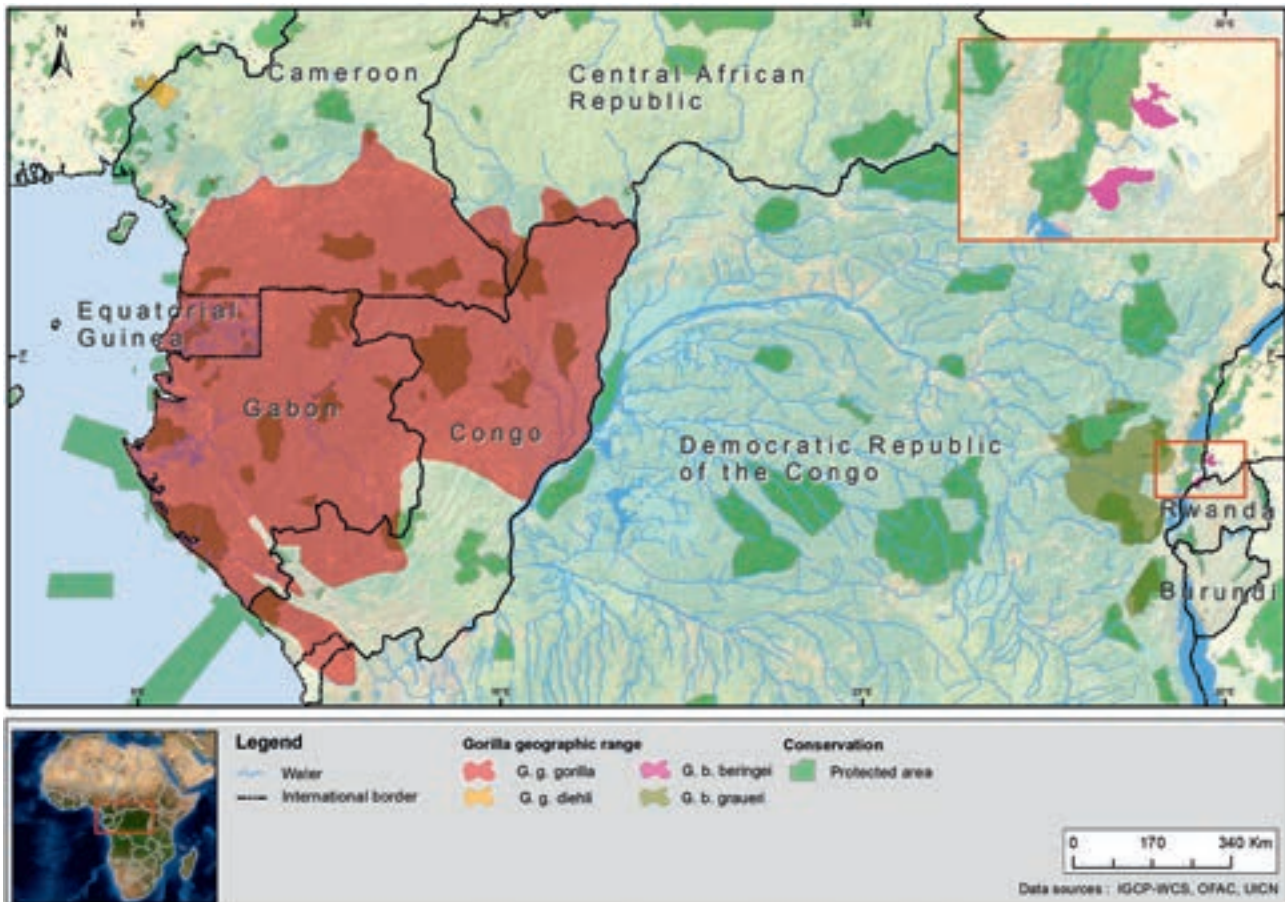 N
Cameroon
Central African
Republic
Equatorial
Guinea
Gabon
Congo
Democratic Republic
of the Congo
Rwanda
Burundi
Legend
Water
International border
Gorilla geographic range
G. g. gorilla
G. g. diehli
G. b. beringei
G. b. graueri
Conservation
Protected area
0 170 340 Km
Data sources : IGCP-WCS, OFAC, UICN